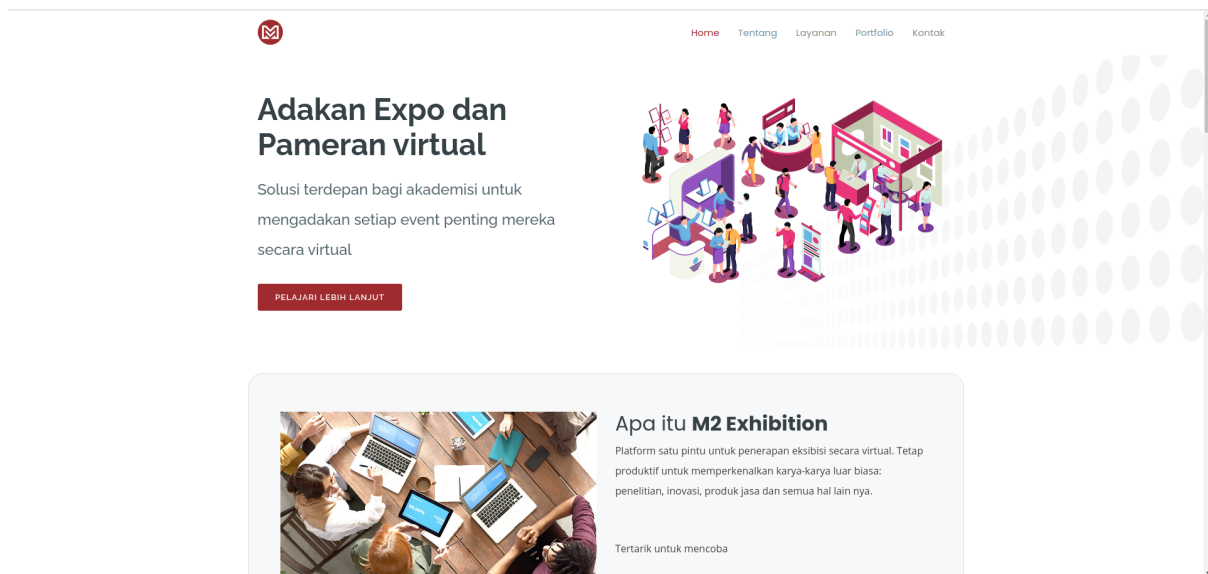 Home Tentang Layanan Portfolio Kontak
Adakan Expo dan
Pameran virtual
Solusi terdepan bagi akademisi untuk
mengadakan setiap event penting mereka
secara virtual
PELAJARI LEBIH LANJUT
Apa itu M2 Exhibition
Platform satu pintu untuk penerapan eksibisi secara virtual. Tetap
produktif untuk memperkenalkan karya-karya luar biasa:
penelitian, inovasi, produk jasa dan semua hal lain nya.
Tertarik untuk mencoba